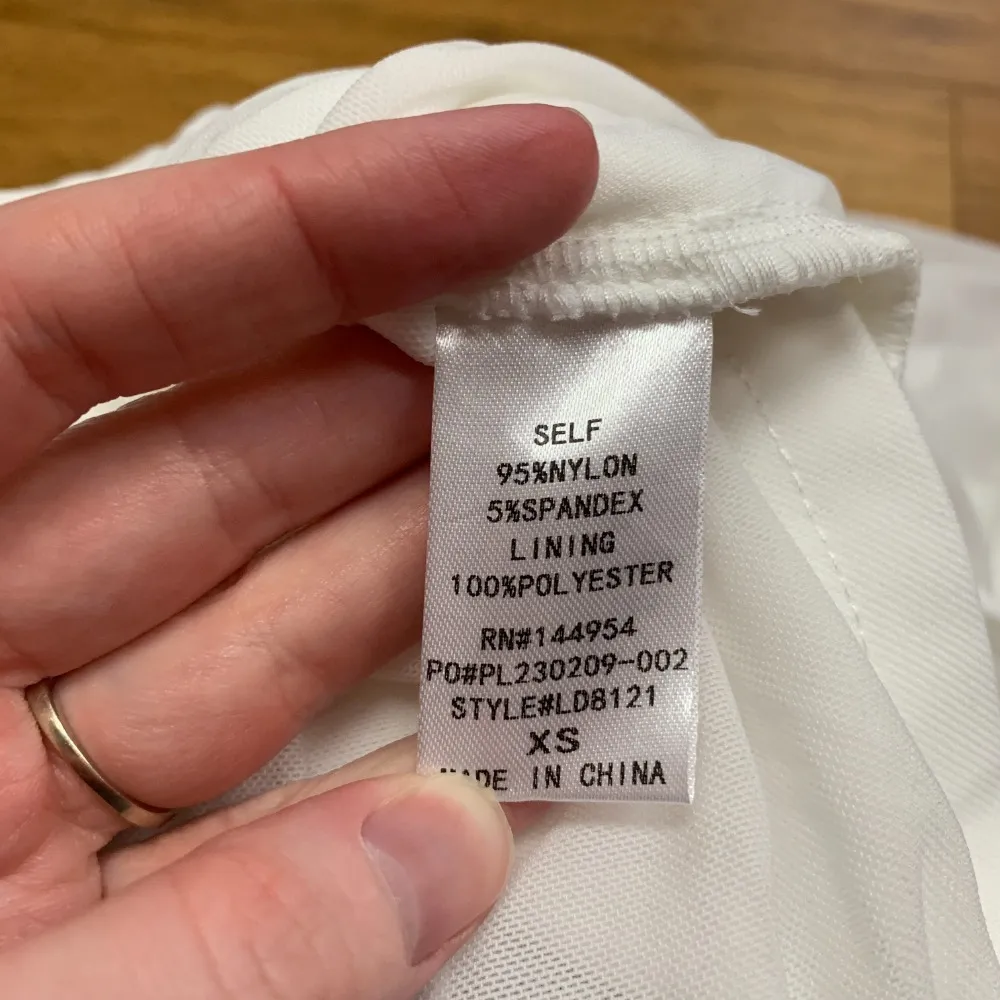 SELF
95%NYLON
5%SPANDEX
LINING
100%POLYESTER
RN#144954
PO#PL230209-002
STYLE#LD8121
XS
MADE IN CHINA